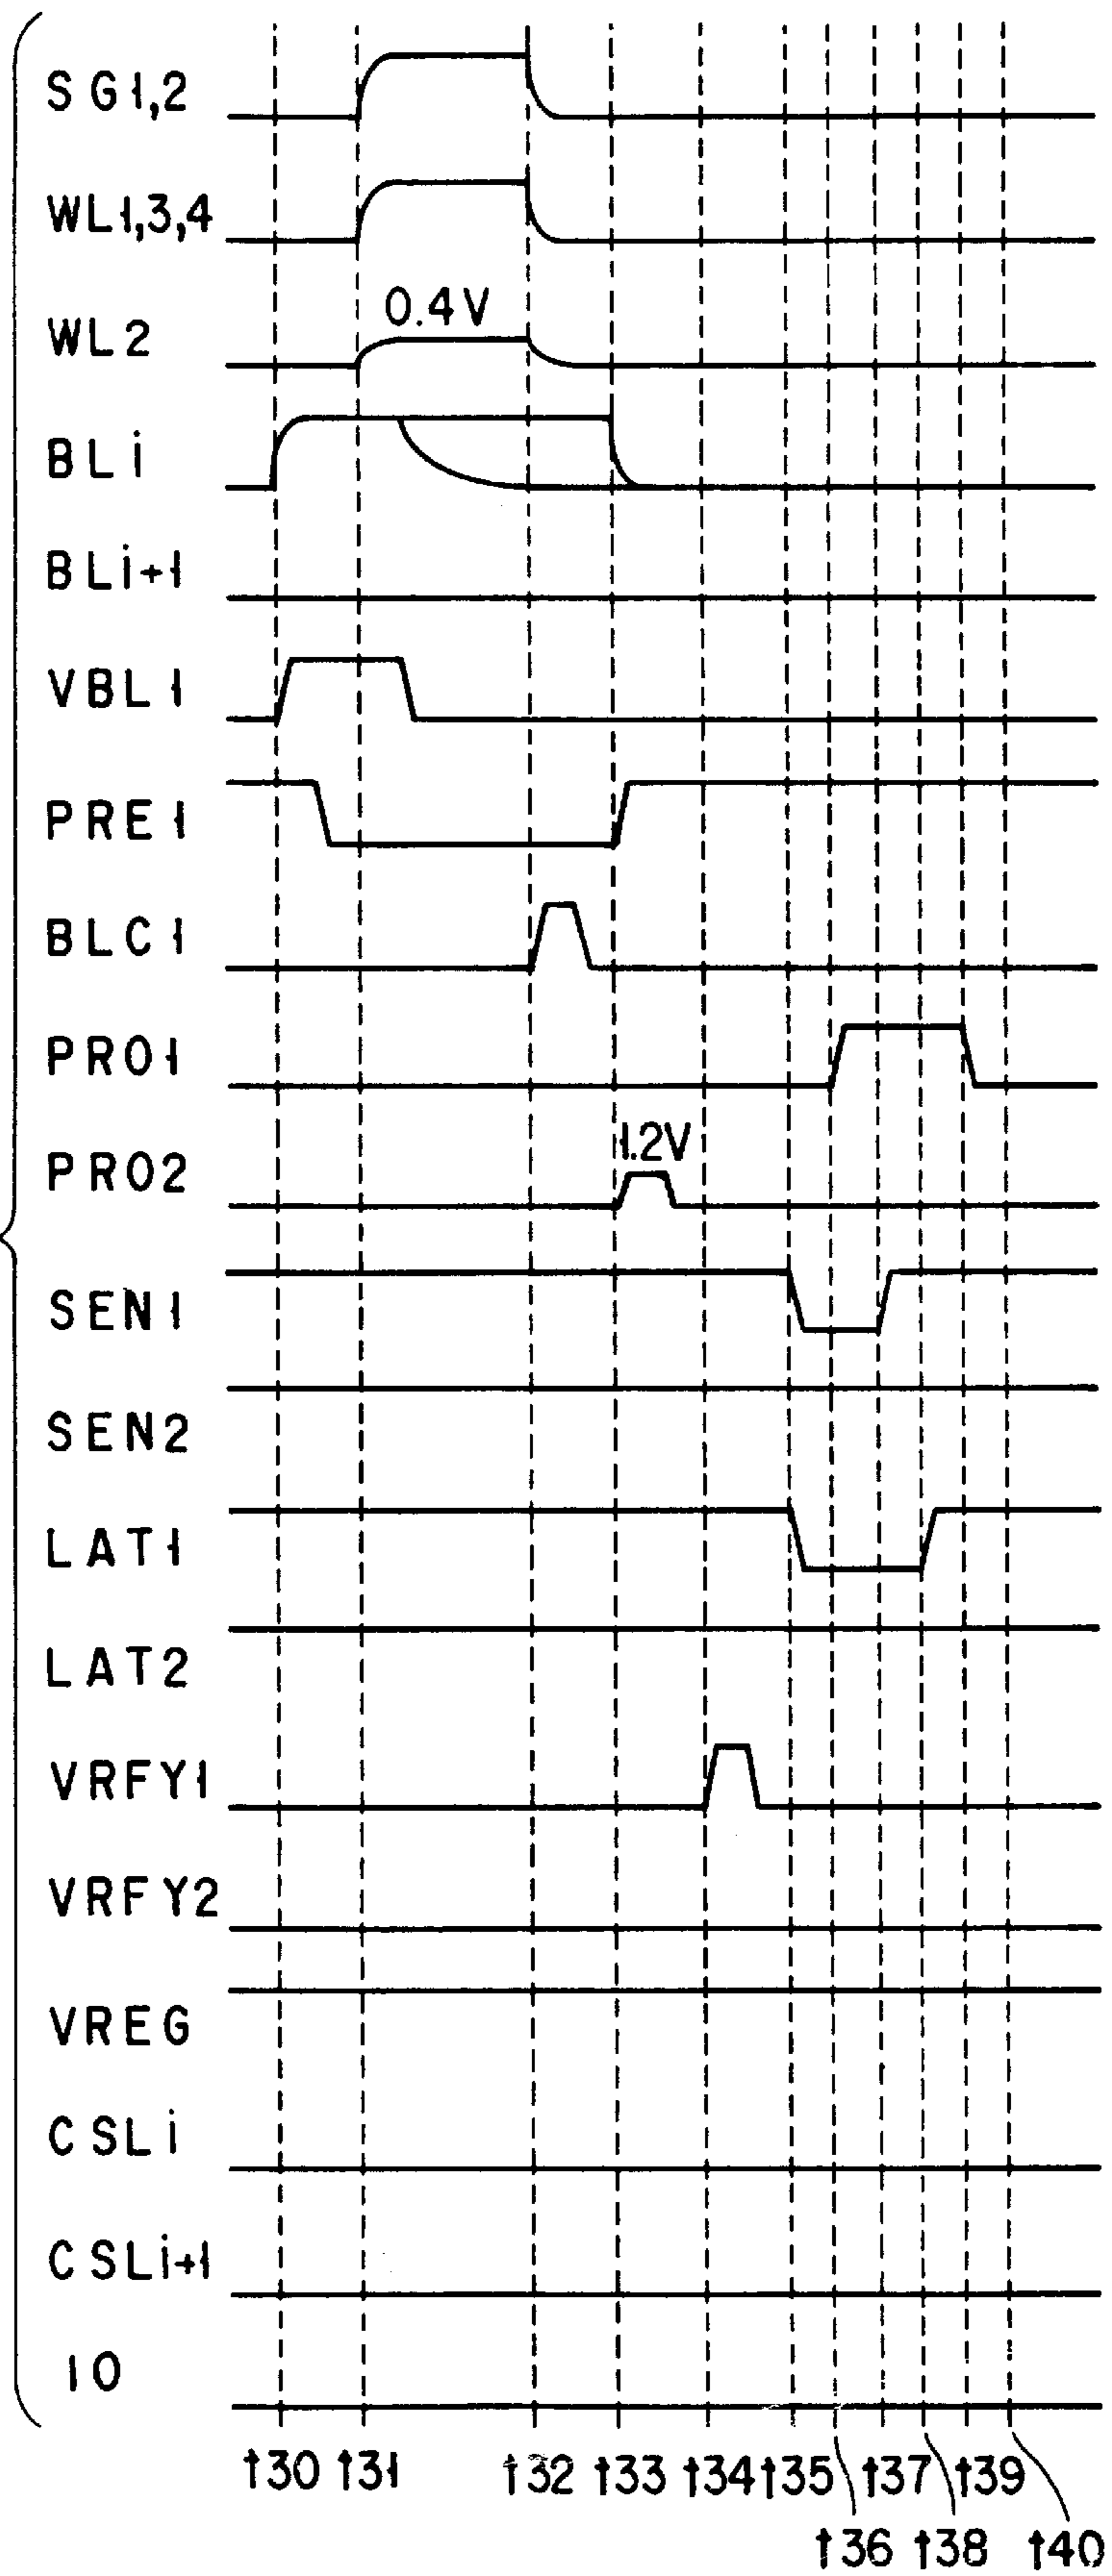 SG1,2
WL1,3,4
0.4V
WL2
BLi
BLi+1
VBL1
PRE1
BLC1
PRO1
1.2V
PRO2
SEN1
SEN2
LAT1
LAT2
VRFY1
VRFY2
VREG
CSLi
CSLi+1
IO
t30 t31 t32 t33 t34 t35 t37 t39
t36 t38 t40